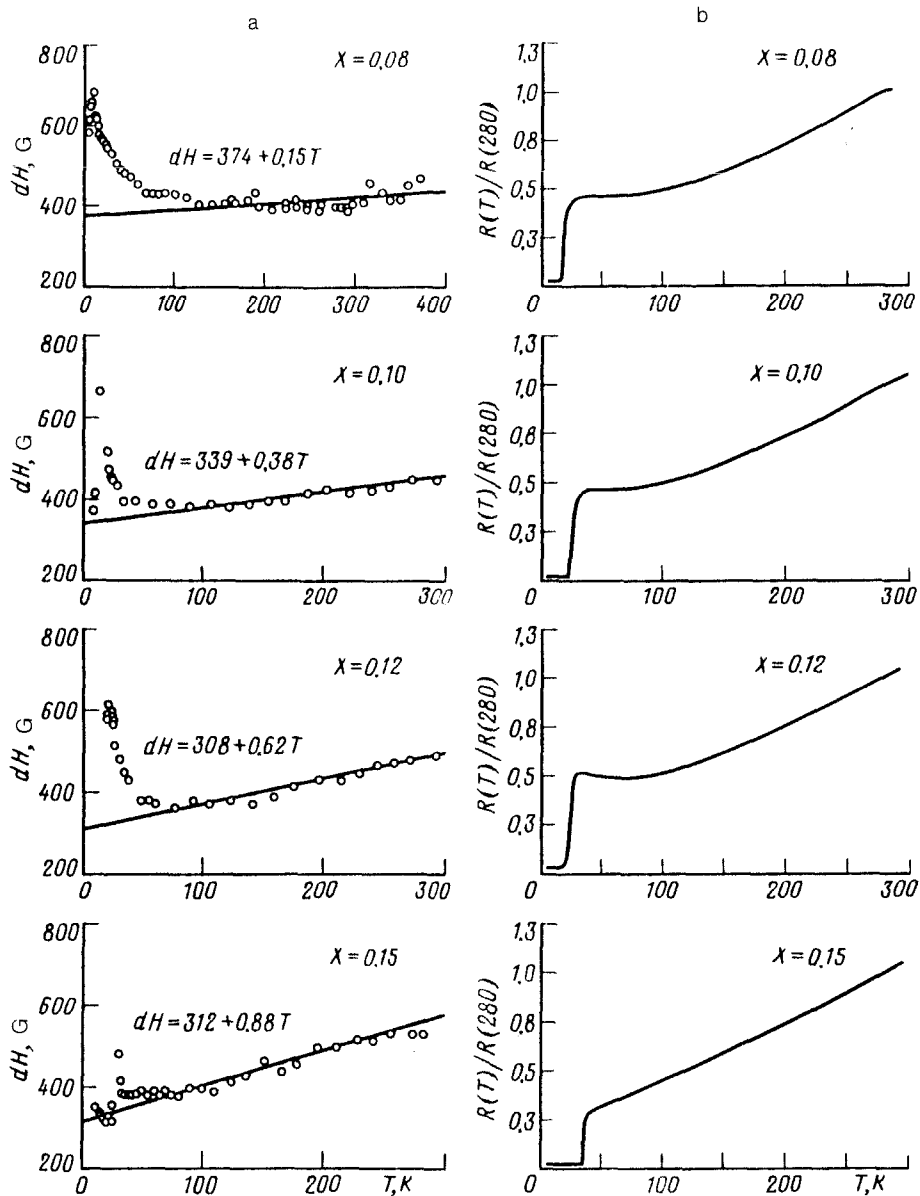 a
b
800
600
400
200
dH, G
X = 0,08
dH = 374 + 0,15 T
0 100 200 300 400
1,3
1,0
0,8
0,5
0,3
0
R(T)/R(280)
X = 0,08
100 200 300
800
600
400
200
dH, G
X = 0,10
dH = 339 + 0,38 T
0 100 200 300
1,3
1,0
0,8
0,5
0,3
0
R(T)/R(280)
X = 0,10
100 200 300
800
600
400
200
dH, G
X = 0,12
dH = 308 + 0,62 T
0 100 200 300
1,3
1,0
0,8
0,5
0,3
0
R(T)/R(280)
X = 0,12
100 200 300
800
600
400
200
dH, G
X = 0,15
dH = 312 + 0,88 T
0 100 200 T, K
1,3
1,0
0,8
0,5
0,3
0
R(T)/R(280)
X = 0,15
100 200 T, K